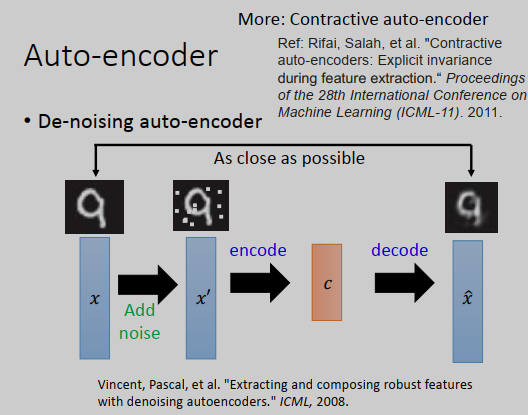 More: Contractive auto-encoder
Auto-encoder
Ref: Rifai, Salah, et al. "Contractive
auto-encoders: Explicit invariance
during feature extraction.“ Proceedings
of the 28th International Conference on
Machine Learning (ICML-11). 2011.
• De-noising auto-encoder
As close as possible
9 9 9
encode decode
x x′ c x̂
Add
noise
Vincent, Pascal, et al. "Extracting and composing robust features
with denoising autoencoders." ICML, 2008.